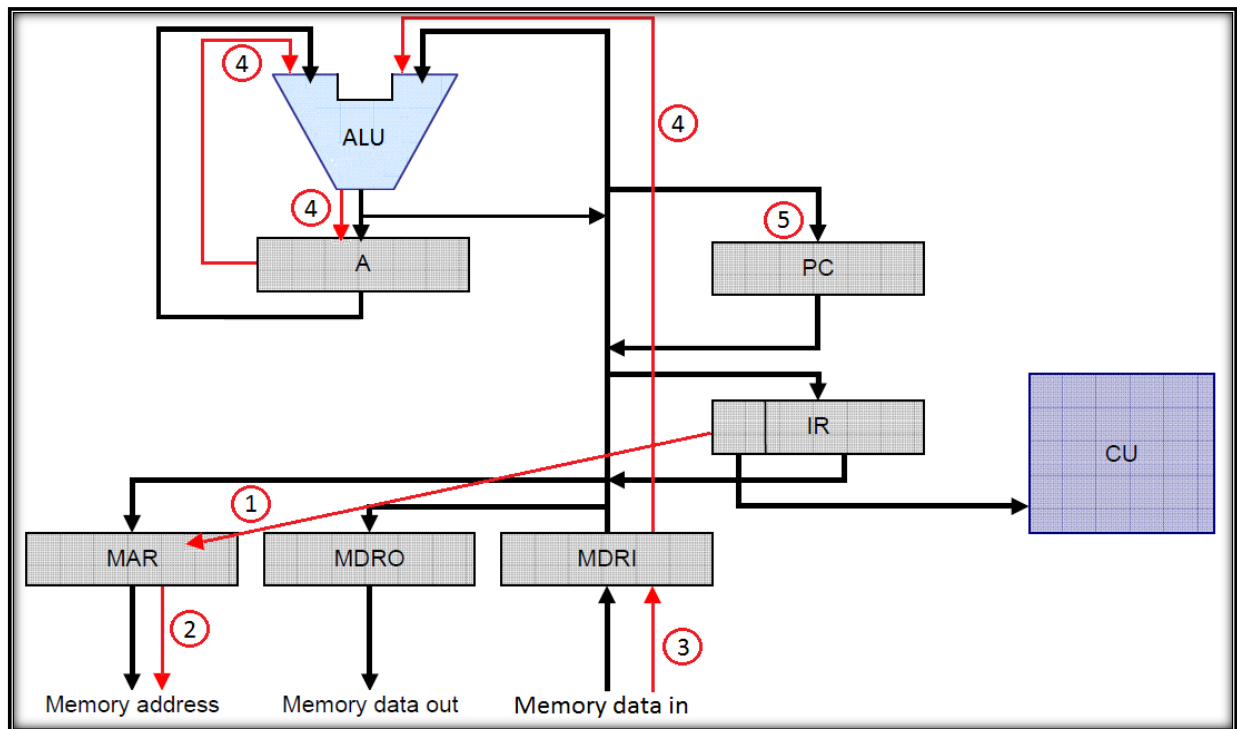 4
ALU
4
4
A
5
PC
IR
CU
1
MAR
MDRO
MDRI
2
3
Memory address
Memory data out
Memory data in